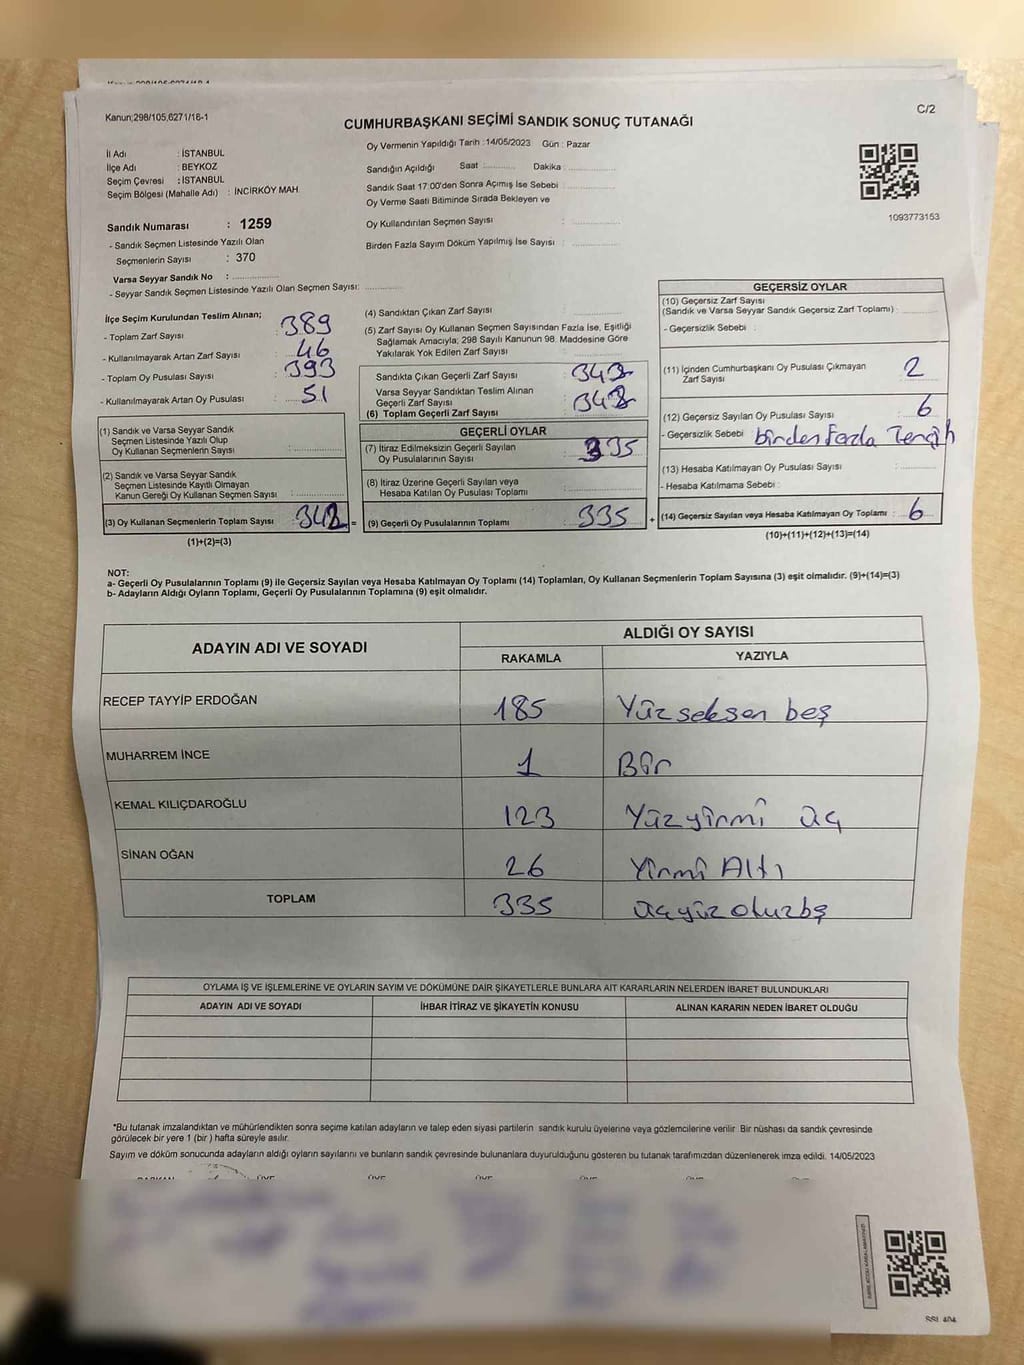 Kanun;298/105,6271/18-1
C/2
CUMHURBAŞKANI SEÇİMİ SANDIK SONUÇ TUTANAĞI
Oy Vermenin Yapıldığı Tarih :14/05/2023 Gün : Pazar
İl Adı : İSTANBUL
İlçe Adı : BEYKOZ
Seçim Çevresi : İSTANBUL
Seçim Bölgesi (Mahalle Adı) : İNCİRKÖY MAH
Sandığın Açıldığı Saat : Dakika :
Sandık Saat 17:00'den Sonra Açımış İse Sebebi :
Oy Verme Saati Bitiminde Sırada Bekleyen ve
Oy Kullandırılan Seçmen Sayısı :
Birden Fazla Sayım Döküm Yapılmış İse Sayısı :
1093773153
Sandık Numarası : 1259
- Sandık Seçmen Listesinde Yazılı Olan
Seçmenlerin Sayısı : 370
Varsa Seyyar Sandık No :
- Seyyar Sandık Seçmen Listesinde Yazılı Olan Seçmen Sayısı:
İlçe Seçim Kurulundan Teslim Alınan;
- Toplam Zarf Sayısı : 389
- Kullanılmayarak Artan Zarf Sayısı : 46
- Toplam Oy Pusulası Sayısı : 393
- Kullanılmayarak Artan Oy Pusulası : 51
(1) Sandık ve Varsa Seyyar Sandık
Seçmen Listesinde Yazılı Olup
Oy Kullanan Seçmenlerin Sayısı :
(2) Sandık ve Varsa Seyyar Sandık
Seçmen Listesinde Kayıtlı Olmayan
Kanun Gereği Oy Kullanan Seçmen Sayısı :
(3) Oy Kullanan Seçmenlerin Toplam Sayısı :
(1)+(2)=(3)
(4) Sandıktan Çıkan Zarf Sayısı :
(5) Zarf Sayısı Oy Kullanan Seçmen Sayısından Fazla İse, Eşitliği
Sağlamak Amacıyla; 298 Sayılı Kanunun 98. Maddesine Göre
Yakılarak Yok Edilen Zarf Sayısı :
Sandıkta Çıkan Geçerli Zarf Sayısı :
Varsa Seyyar Sandıktan Teslim Alınan
Geçerli Zarf Sayısı :
(6) Toplam Geçerli Zarf Sayısı
GEÇERLİ OYLAR
(7) İtiraz Edilmeksizin Geçerli Sayılan
Oy Pusulalarının Sayısı : 335
(8) İtiraz Üzerine Geçerli Sayılan veya
Hesaba Katılan Oy Pusulası Toplamı :
= (9) Geçerli Oy Pusulalarının Toplamı : 335 +
GEÇERSİZ OYLAR
(10) Geçersiz Zarf Sayısı
(Sandık ve Varsa Seyyar Sandık Geçersiz Zarf Toplamı) :
- Geçersizlik Sebebi :
(11) İçinden Cumhurbaşkanı Oy Pusulası Çıkmayan
Zarf Sayısı : 2
(12) Geçersiz Sayılan Oy Pusulası Sayısı : 6
- Geçersizlik Sebebi : birden fazla Tercih
(13) Hesaba Katılmayan Oy Pusulası Sayısı :
- Hesaba Katılmama Sebebi :
(14) Geçersiz Sayılan veya Hesaba Katılmayan Oy Toplamı : 6
(10)+(11)+(12)+(13)=(14)
NOT:
a- Geçerli Oy Pusulalarının Toplamı (9) ile Geçersiz Sayılan veya Hesaba Katılmayan Oy Toplamı (14) Toplamları, Oy Kullanan Seçmenlerin Toplam Sayısına (3) eşit olmalıdır. (9)+(14)=(3)
b- Adayların Aldığı Oyların Toplamı, Geçerli Oy Pusulalarının Toplamına (9) eşit olmalıdır.
ADAYIN ADI VE SOYADI
ALDIĞI OY SAYISI
RAKAMLA YAZIYLA
RECEP TAYYİP ERDOĞAN 185 Yüzseksen beş
MUHARREM İNCE 1 Bir
KEMAL KILIÇDAROĞLU 123 Yüzyirmi üç
SİNAN OĞAN 26 Yirmi Altı
TOPLAM 335 üçyüzotuzbş
OYLAMA İŞ VE İŞLEMLERİNE VE OYLARIN SAYIM VE DÖKÜMÜNE DAİR ŞİKAYETLERLE BUNLARA AİT KARARLARIN NELERDEN İBARET BULUNDUKLARI
ADAYIN ADI VE SOYADI İHBAR İTİRAZ VE ŞİKAYETİN KONUSU ALINAN KARARIN NEDEN İBARET OLDUĞU
*Bu tutanak imzalandıktan ve mühürlendikten sonra seçime katılan adayların ve talep eden siyasi partilerin sandık kurulu üyelerine veya gözlemcilerine verilir. Bir nüshası da sandık çevresinde
görülecek bir yere 1 (bir) hafta süreyle asılır.
Sayım ve döküm sonucunda adayların aldığı oyların sayılarını ve bunların sandık çevresinde bulunanlara duyurulduğunu gösteren bu tutanak tarafımızdan düzenlenerek imza edildi. 14/05/2023